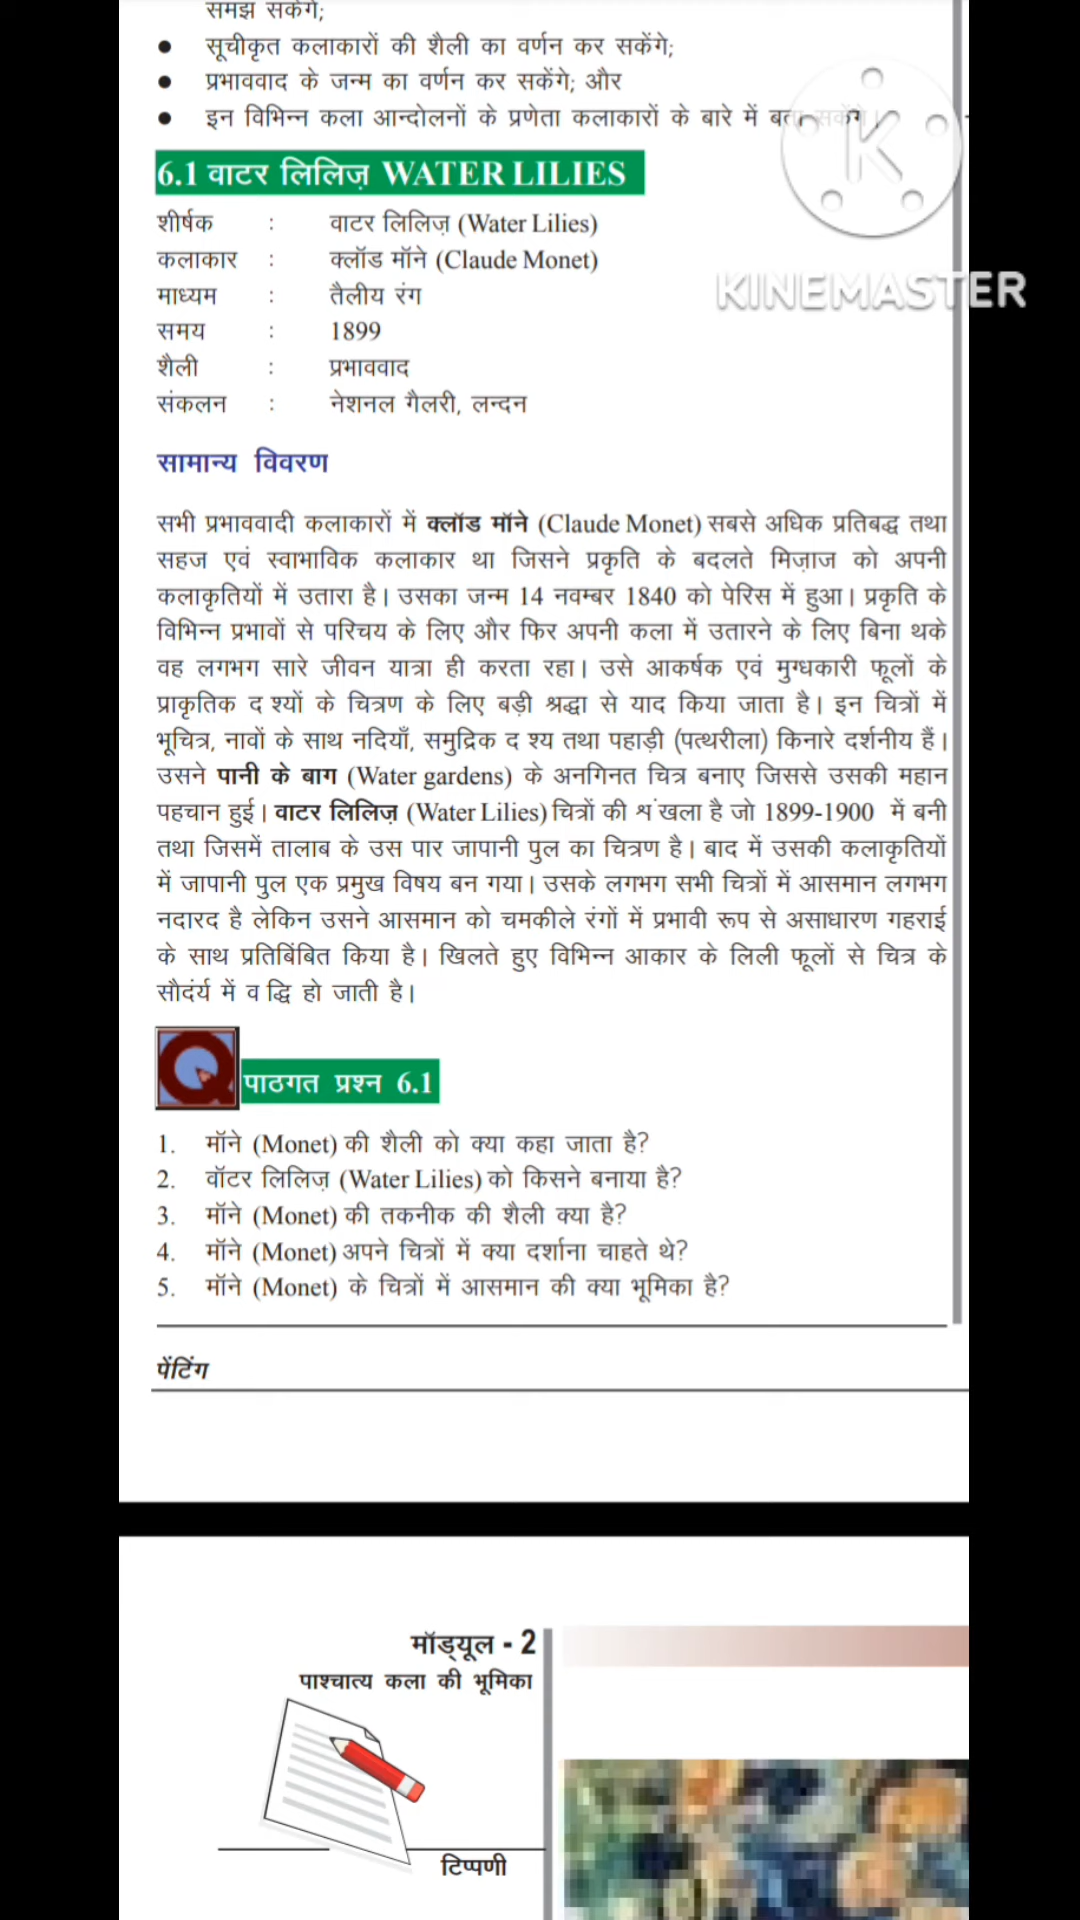 समझ सकेंगे;
● सूचीकृत कलाकारों की शैली का वर्णन कर सकेंगे;
● प्रभाववाद के जन्म का वर्णन कर सकेंगे; और
● इन विभिन्न कला आन्दोलनों के प्रणेता कलाकारों के बारे में बता सकेंगे।
K
KINEMASTER
6.1 वाटर लिलिज़ WATER LILIES
शीर्षक : वाटर लिलिज़ (Water Lilies)
कलाकार : क्लॉड मॉने (Claude Monet)
माध्यम : तैलीय रंग
समय : 1899
शैली : प्रभाववाद
संकलन : नेशनल गैलरी, लन्दन
सामान्य विवरण
सभी प्रभाववादी कलाकारों में क्लॉड मॉने (Claude Monet) सबसे अधिक प्रतिबद्ध तथा
सहज एवं स्वाभाविक कलाकार था जिसने प्रकृति के बदलते मिज़ाज को अपनी
कलाकृतियों में उतारा है। उसका जन्म 14 नवम्बर 1840 को पेरिस में हुआ। प्रकृति के
विभिन्न प्रभावों से परिचय के लिए और फिर अपनी कला में उतारने के लिए बिना थके
वह लगभग सारे जीवन यात्रा ही करता रहा। उसे आकर्षक एवं मुग्धकारी फूलों के
प्राकृतिक द श्यों के चित्रण के लिए बड़ी श्रद्धा से याद किया जाता है। इन चित्रों में
भूचित्र, नावों के साथ नदियाँ, समुद्रिक द श्य तथा पहाड़ी (पत्थरीला) किनारे दर्शनीय हैं।
उसने पानी के बाग (Water gardens) के अनगिनत चित्र बनाए जिससे उसकी महान
पहचान हुई। वाटर लिलिज़ (Water Lilies) चित्रों की श्रंखला है जो 1899-1900 में बनी
तथा जिसमें तालाब के उस पार जापानी पुल का चित्रण है। बाद में उसकी कलाकृतियों
में जापानी पुल एक प्रमुख विषय बन गया। उसके लगभग सभी चित्रों में आसमान लगभग
नदारद है लेकिन उसने आसमान को चमकीले रंगों में प्रभावी रूप से असाधारण गहराई
के साथ प्रतिबिंबित किया है। खिलते हुए विभिन्न आकार के लिली फूलों से चित्र के
सौदंर्य में व द्धि हो जाती है।
पाठगत प्रश्न 6.1
1. मॉने (Monet) की शैली को क्या कहा जाता है?
2. वॉटर लिलिज़ (Water Lilies) को किसने बनाया है?
3. मॉने (Monet) की तकनीक की शैली क्या है?
4. मॉने (Monet) अपने चित्रों में क्या दर्शाना चाहते थे?
5. मॉने (Monet) के चित्रों में आसमान की क्या भूमिका है?
पेंटिंग
मॉड्यूल - 2
पाश्चात्य कला की भूमिका
टिप्पणी